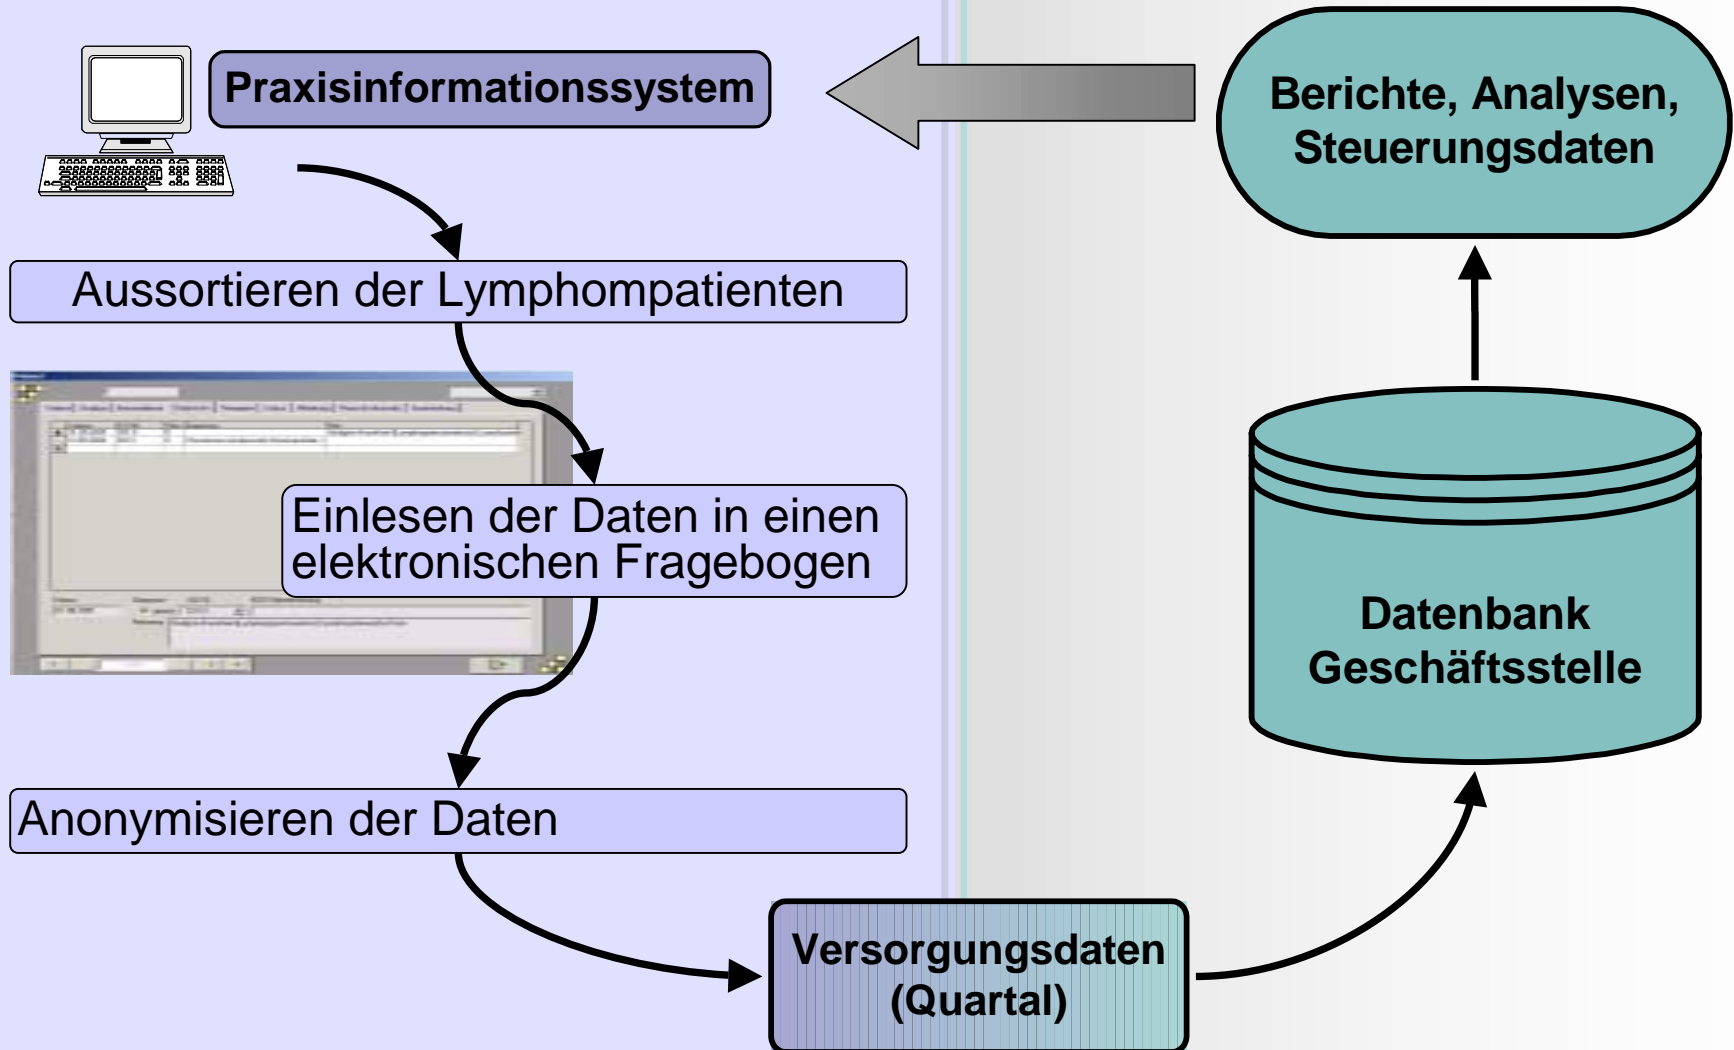 Praxisinformationssystem
Berichte, Analysen,
Steuerungsdaten
Aussortieren der Lymphompatienten
Einlesen der Daten in einen
elektronischen Fragebogen
Datenbank
Geschäftsstelle
Anonymisieren der Daten
Versorgungsdaten
(Quartal)